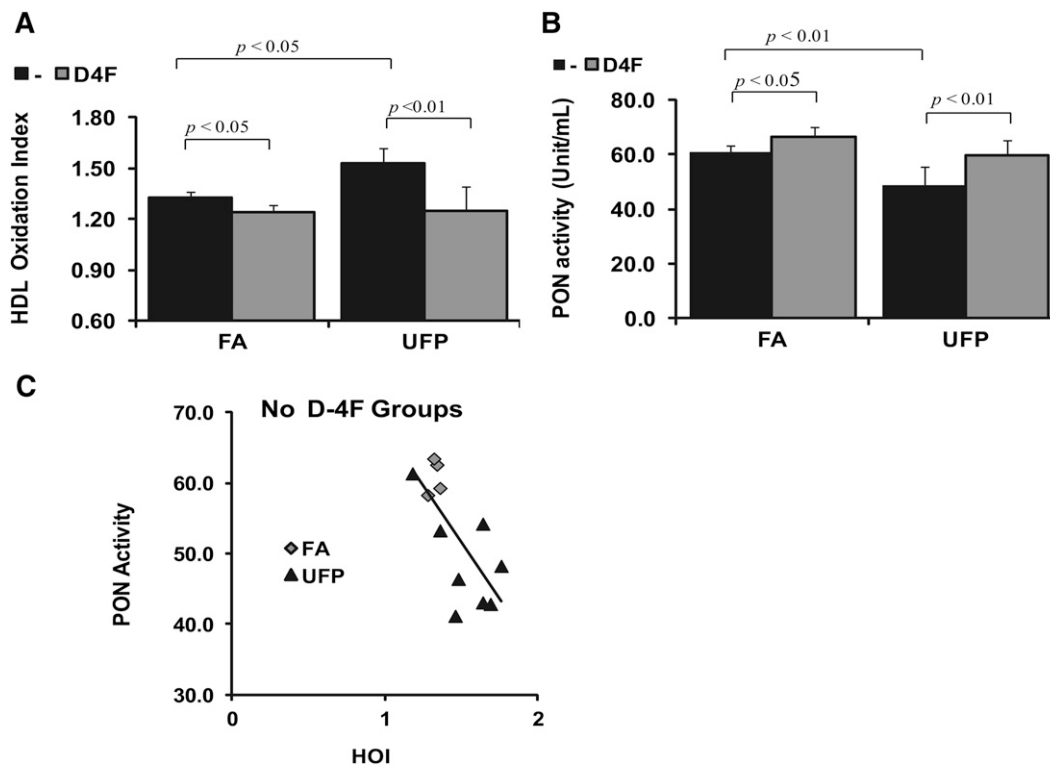 A
p < 0.05
- D4F
HDL Oxidation Index
1.80
1.50
1.20
0.90
0.60
p < 0.05
p <0.01
FA
UFP
B
p < 0.01
- D4F
PON activity (Unit/mL)
80.0
60.0
40.0
20.0
0.0
p < 0.05
p < 0.01
FA
UFP
C
No D-4F Groups
PON Activity
70.0
60.0
50.0
40.0
30.0
FA
UFP
0
1
2
HOI